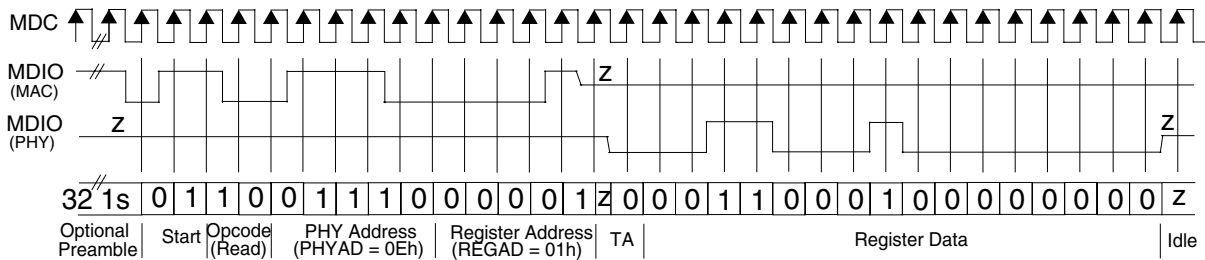 MDC
MDIO
(MAC)
z
MDIO
(PHY)
z
z
32 1s 0 1 1 0 0 1 1 1 0 0 0 0 0 1 z 0 0 0 1 1 0 0 0 1 0 0 0 0 0 0 0 0 z
Optional
Preamble
Start
Opcode
(Read)
PHY Address
(PHYAD = 0Eh)
Register Address
(REGAD = 01h)
TA
Register Data
Idle